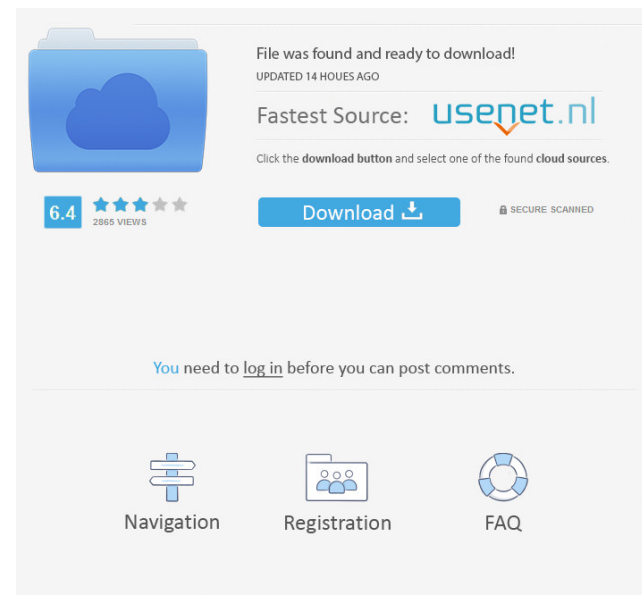 File was found and ready to download!
UPDATED 14 HOUES AGO
Fastest Source: usenet.nl
Click the download button and select one of the found cloud sources.
6.4
2865 VIEWS
Download
SECURE SCANNED
You need to log in before you can post comments.
Navigation
Registration
FAQ